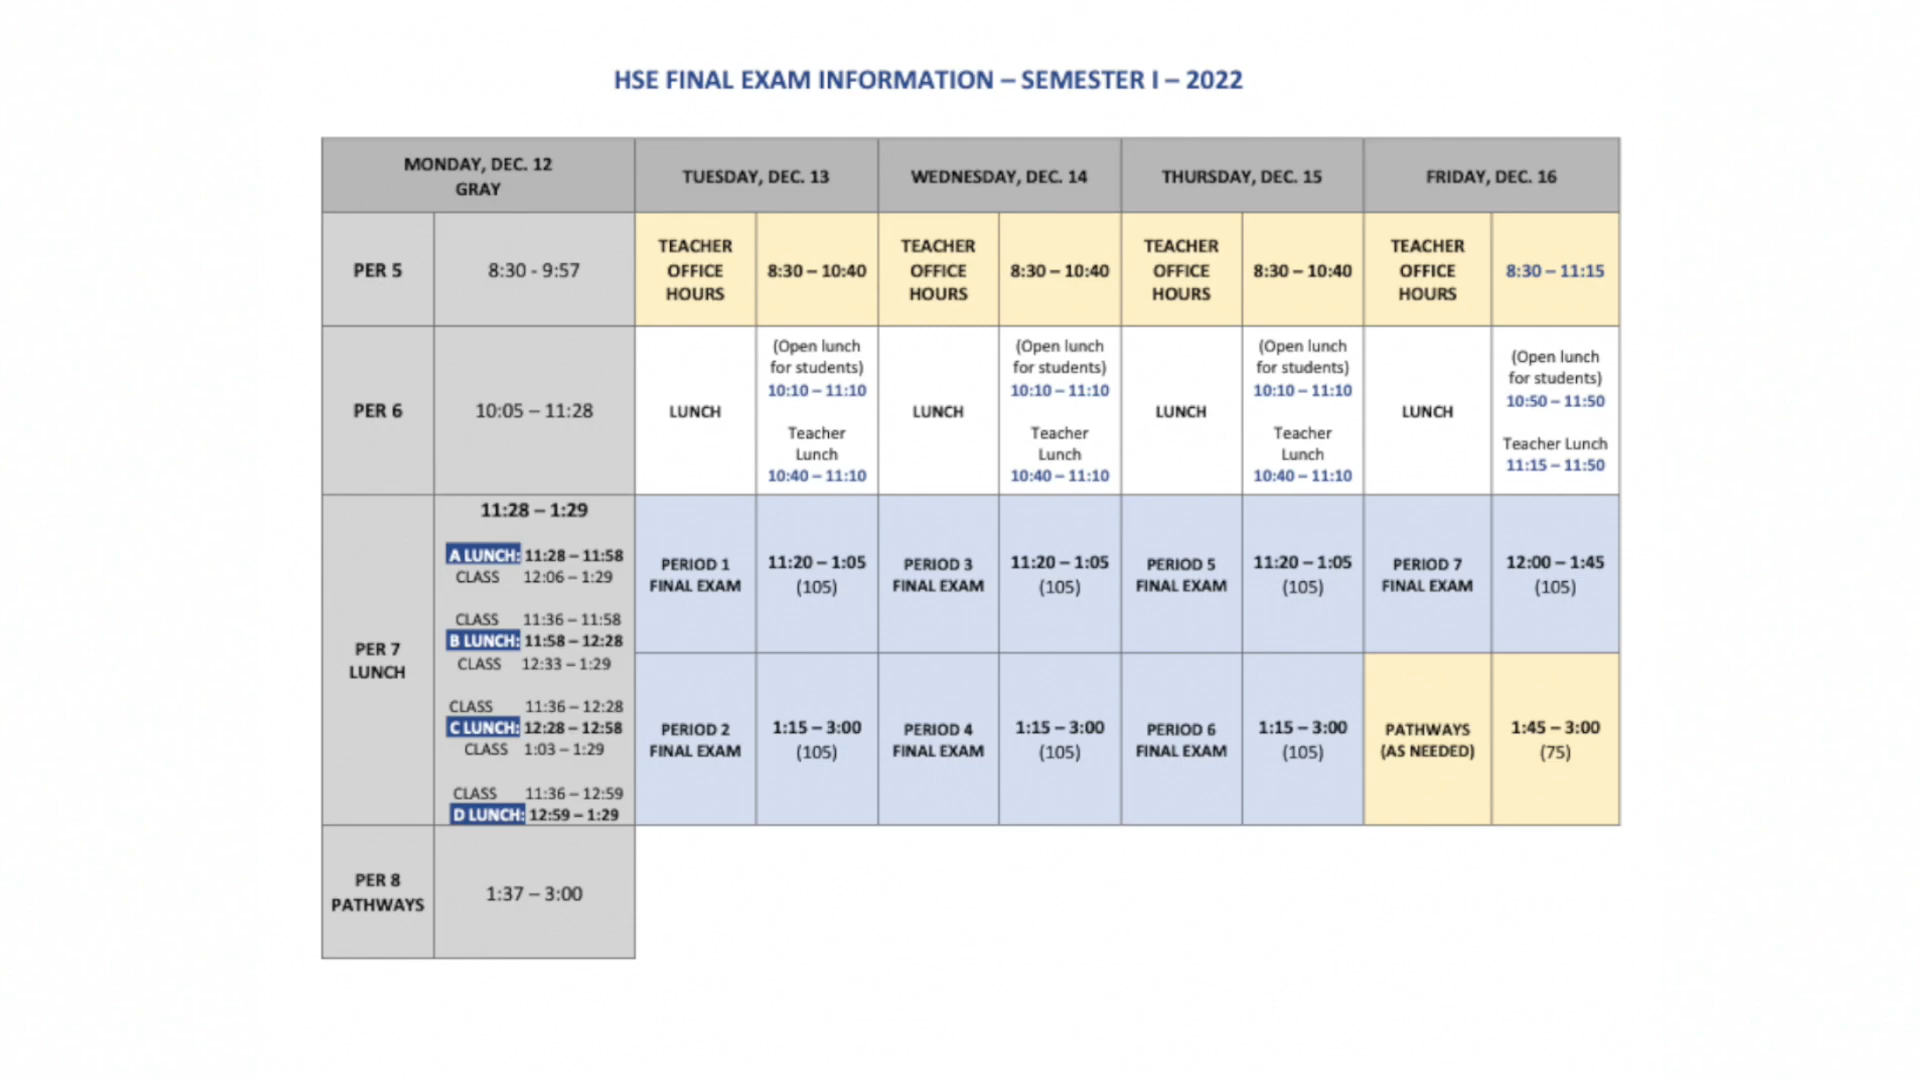 HSE FINAL EXAM INFORMATION – SEMESTER I – 2022
MONDAY, DEC. 12
GRAY
TUESDAY, DEC. 13
WEDNESDAY, DEC. 14
THURSDAY, DEC. 15
FRIDAY, DEC. 16
PER 5
8:30 - 9:57
TEACHER
OFFICE
HOURS
8:30 – 10:40
TEACHER
OFFICE
HOURS
8:30 – 10:40
TEACHER
OFFICE
HOURS
8:30 – 10:40
TEACHER
OFFICE
HOURS
8:30 – 11:15
PER 6
10:05 – 11:28
LUNCH
(Open lunch
for students)
10:10 – 11:10
Teacher
Lunch
10:40 – 11:10
LUNCH
(Open lunch
for students)
10:10 – 11:10
Teacher
Lunch
10:40 – 11:10
LUNCH
(Open lunch
for students)
10:10 – 11:10
Teacher
Lunch
10:40 – 11:10
LUNCH
(Open lunch
for students)
10:50 – 11:50
Teacher Lunch
11:15 – 11:50
PER 7
LUNCH
11:28 – 1:29
A LUNCH: 11:28 – 11:58
CLASS 12:06 – 1:29
CLASS 11:36 – 11:58
B LUNCH: 11:58 – 12:28
CLASS 12:33 – 1:29
CLASS 11:36 – 12:28
C LUNCH: 12:28 – 12:58
CLASS 1:03 – 1:29
CLASS 11:36 – 12:59
D LUNCH: 12:59 – 1:29
PERIOD 1
FINAL EXAM
11:20 – 1:05
(105)
PERIOD 3
FINAL EXAM
11:20 – 1:05
(105)
PERIOD 5
FINAL EXAM
11:20 – 1:05
(105)
PERIOD 7
FINAL EXAM
12:00 – 1:45
(105)
PERIOD 2
FINAL EXAM
1:15 – 3:00
(105)
PERIOD 4
FINAL EXAM
1:15 – 3:00
(105)
PERIOD 6
FINAL EXAM
1:15 – 3:00
(105)
PATHWAYS
(AS NEEDED)
1:45 – 3:00
(75)
PER 8
PATHWAYS
1:37 – 3:00